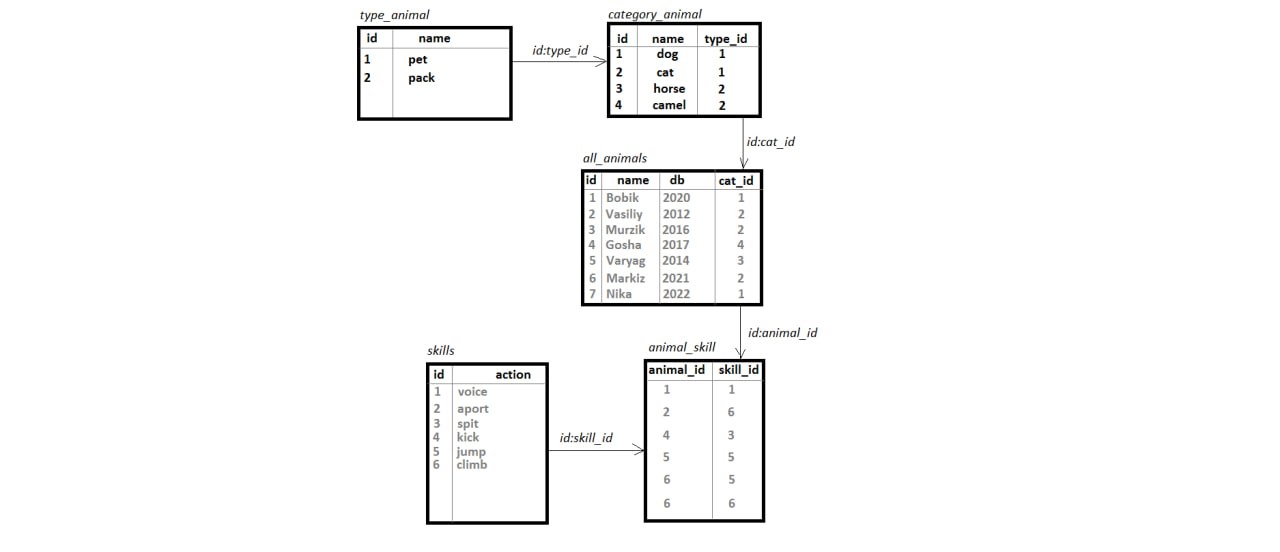 type_animal
id name
1 pet
2 pack
id:type_id
category_animal
id name type_id
1 dog 1
2 cat 1
3 horse 2
4 camel 2
id:cat_id
all_animals
id name db cat_id
1 Bobik 2020 1
2 Vasiliy 2012 2
3 Murzik 2016 2
4 Gosha 2017 4
5 Varyag 2014 3
6 Markiz 2021 2
7 Nika 2022 1
id:animal_id
skills
id action
1 voice
2 aport
3 spit
4 kick
5 jump
6 climb
id:skill_id
animal_skill
animal_id skill_id
1 1
2 6
4 3
5 5
6 5
6 6